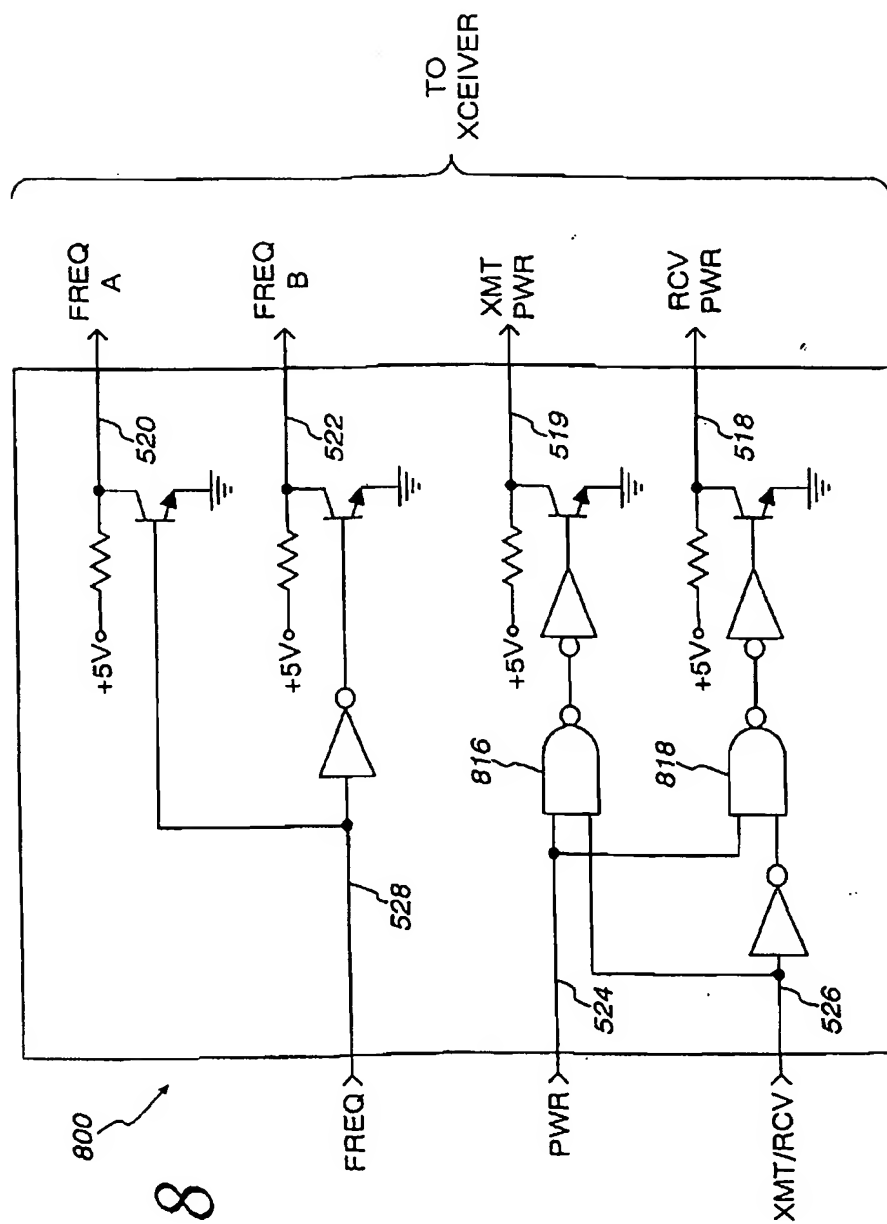 8
800
FREQ
528
+5V
520
FREQ
A
+5V
522
FREQ
B
PWR
524
816
+5V
519
XMT
PWR
XMT/RCV
526
818
+5V
518
RCV
PWR
TO
XCEIVER